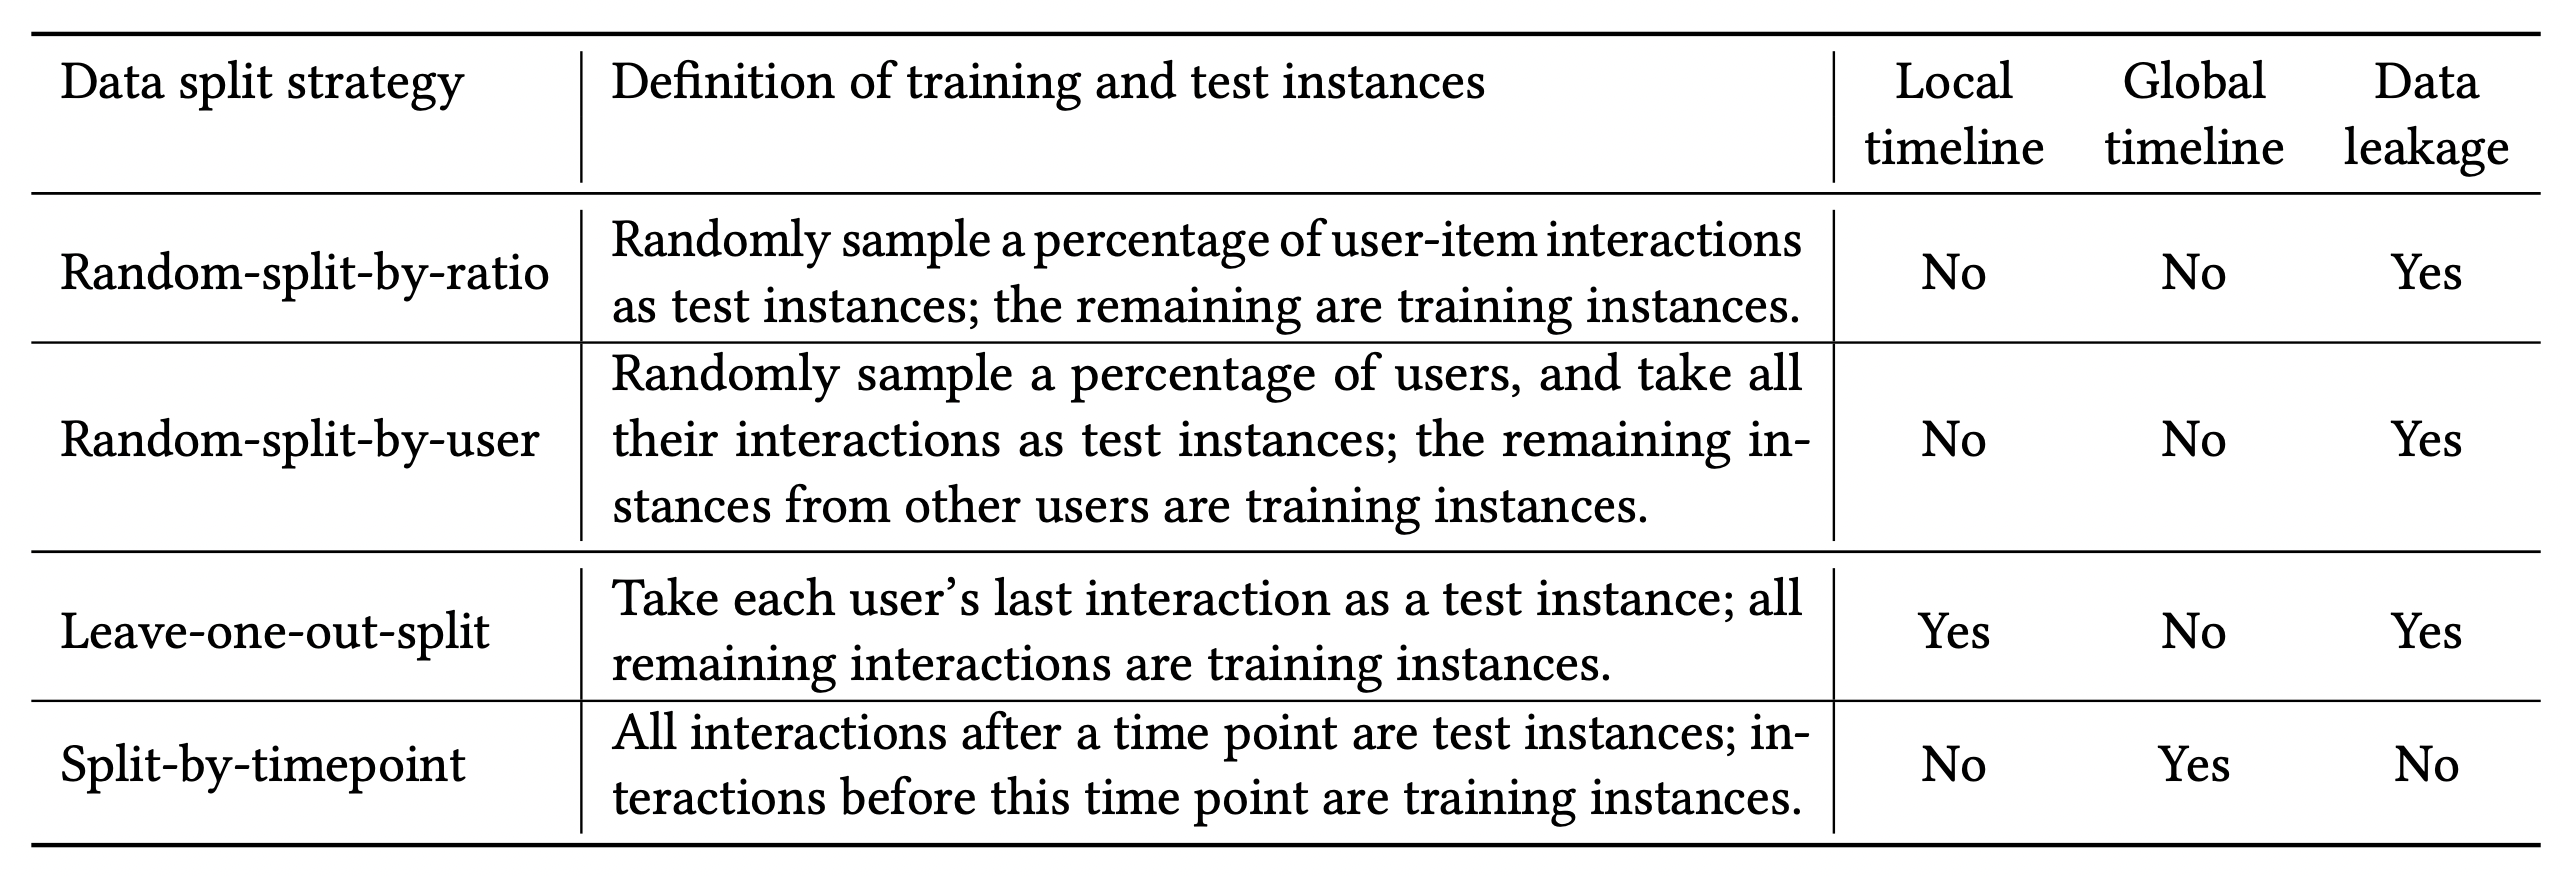 Data split strategy
Definition of training and test instances
Local timeline
Global timeline
Data leakage
Random-split-by-ratio
Randomly sample a percentage of user-item interactions
as test instances; the remaining are training instances.
No
No
Yes
Random-split-by-user
Randomly sample a percentage of users, and take all
their interactions as test instances; the remaining in-
stances from other users are training instances.
No
No
Yes
Leave-one-out-split
Take each user’s last interaction as a test instance; all
remaining interactions are training instances.
Yes
No
Yes
Split-by-timepoint
All interactions after a time point are test instances; in-
teractions before this time point are training instances.
No
Yes
No